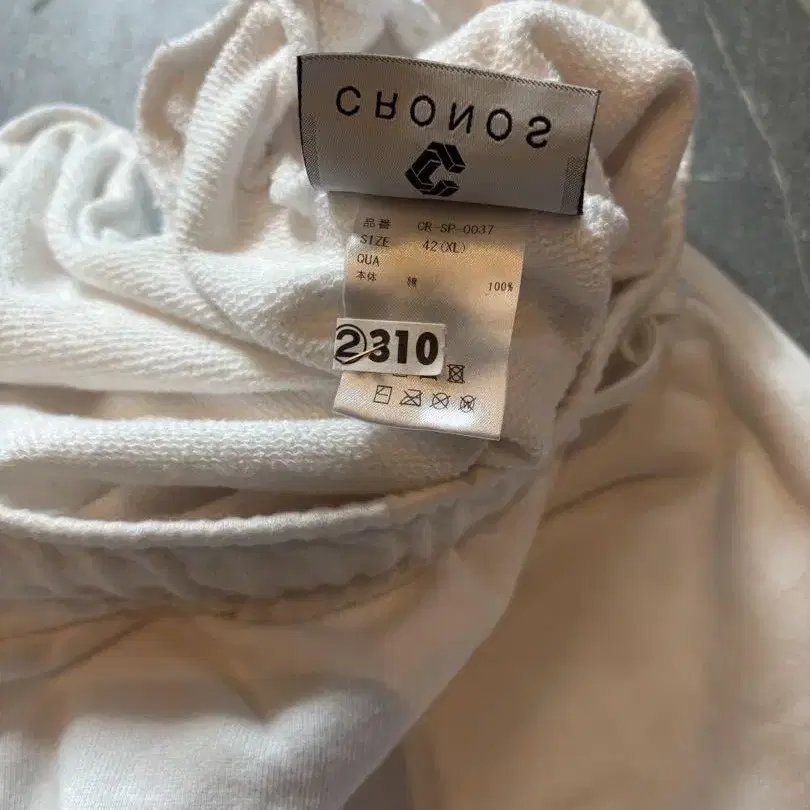 CRONOS
品番 CR-SP-0037
SIZE 42(XL)
QUA
本体 綿 100%
②310